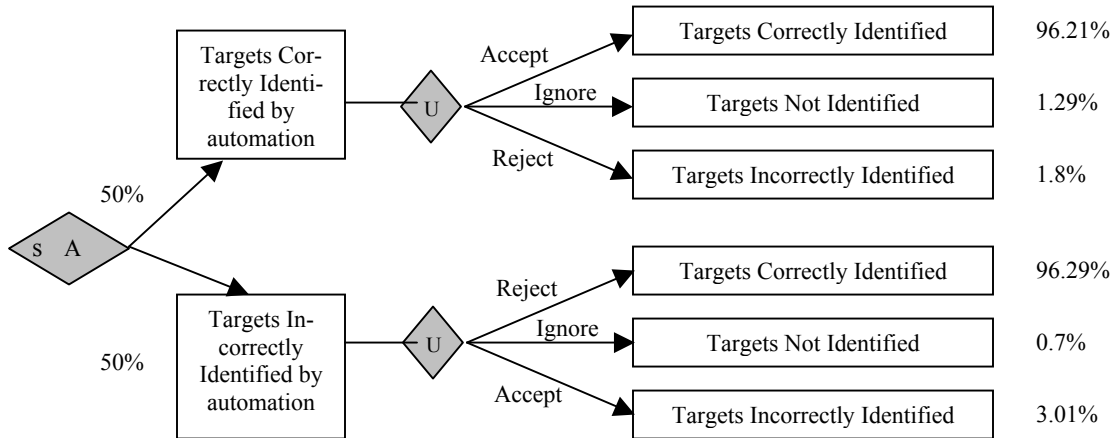 Targets Cor-
rectly Identi-
fied by
automation
50%
s A
50%
Targets In-
correctly
Identified by
automation
U
Accept
Ignore
Reject
Targets Correctly Identified 96.21%
Targets Not Identified 1.29%
Targets Incorrectly Identified 1.8%
U
Reject
Ignore
Accept
Targets Correctly Identified 96.29%
Targets Not Identified 0.7%
Targets Incorrectly Identified 3.01%